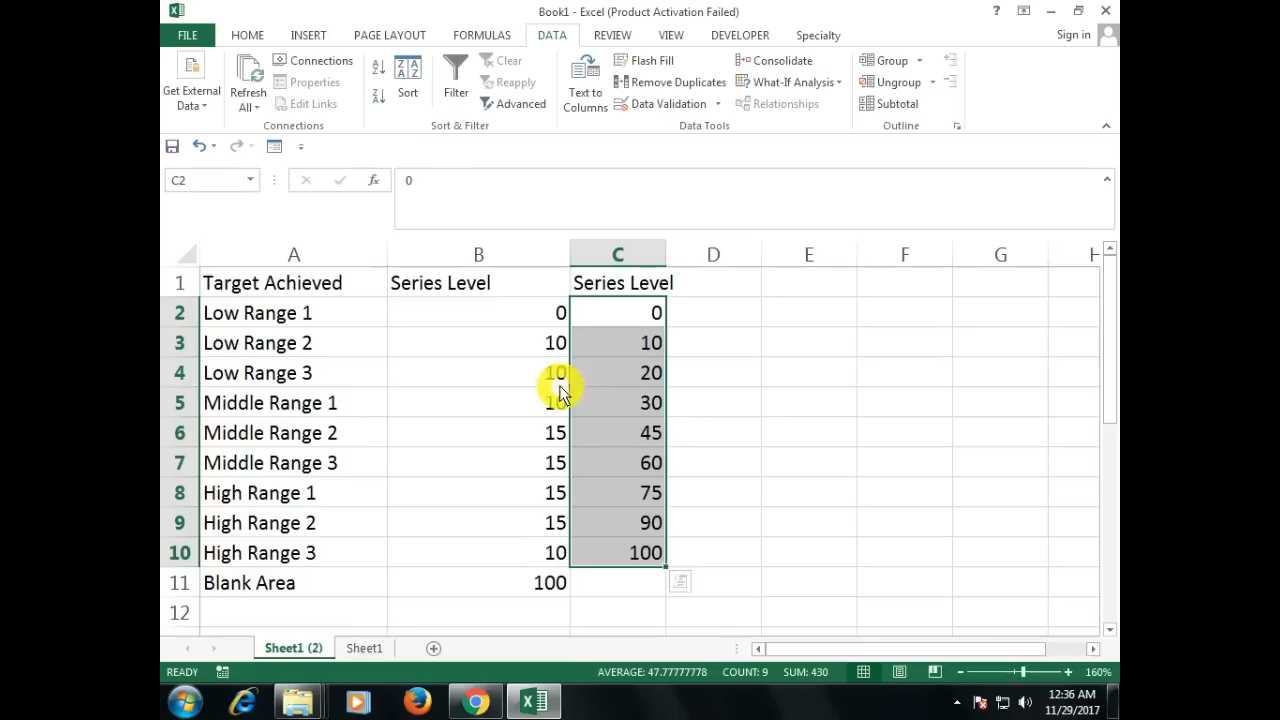 Book1 - Excel (Product Activation Failed)
FILE HOME INSERT PAGE LAYOUT FORMULAS DATA REVIEW VIEW DEVELOPER Specialty Sign in
Get External Data
Refresh All
Connections
Properties
Edit Links
Connections
Sort
Filter
Clear
Reapply
Advanced
Sort & Filter
Text to Columns
Flash Fill
Remove Duplicates
Data Validation
Consolidate
What-If Analysis
Relationships
Data Tools
Group
Ungroup
Subtotal
Outline
C2 fx 0
A B C D E F G H
1 Target Achieved Series Level Series Level
2 Low Range 1 0 0
3 Low Range 2 10 10
4 Low Range 3 10 20
5 Middle Range 1 10 30
6 Middle Range 2 15 45
7 Middle Range 3 15 60
8 High Range 1 15 75
9 High Range 2 15 90
10 High Range 3 10 100
11 Blank Area 100
12
Sheet1 (2) Sheet1
READY AVERAGE: 47.77777778 COUNT: 9 SUM: 430 160%
12:36 AM
11/29/2017